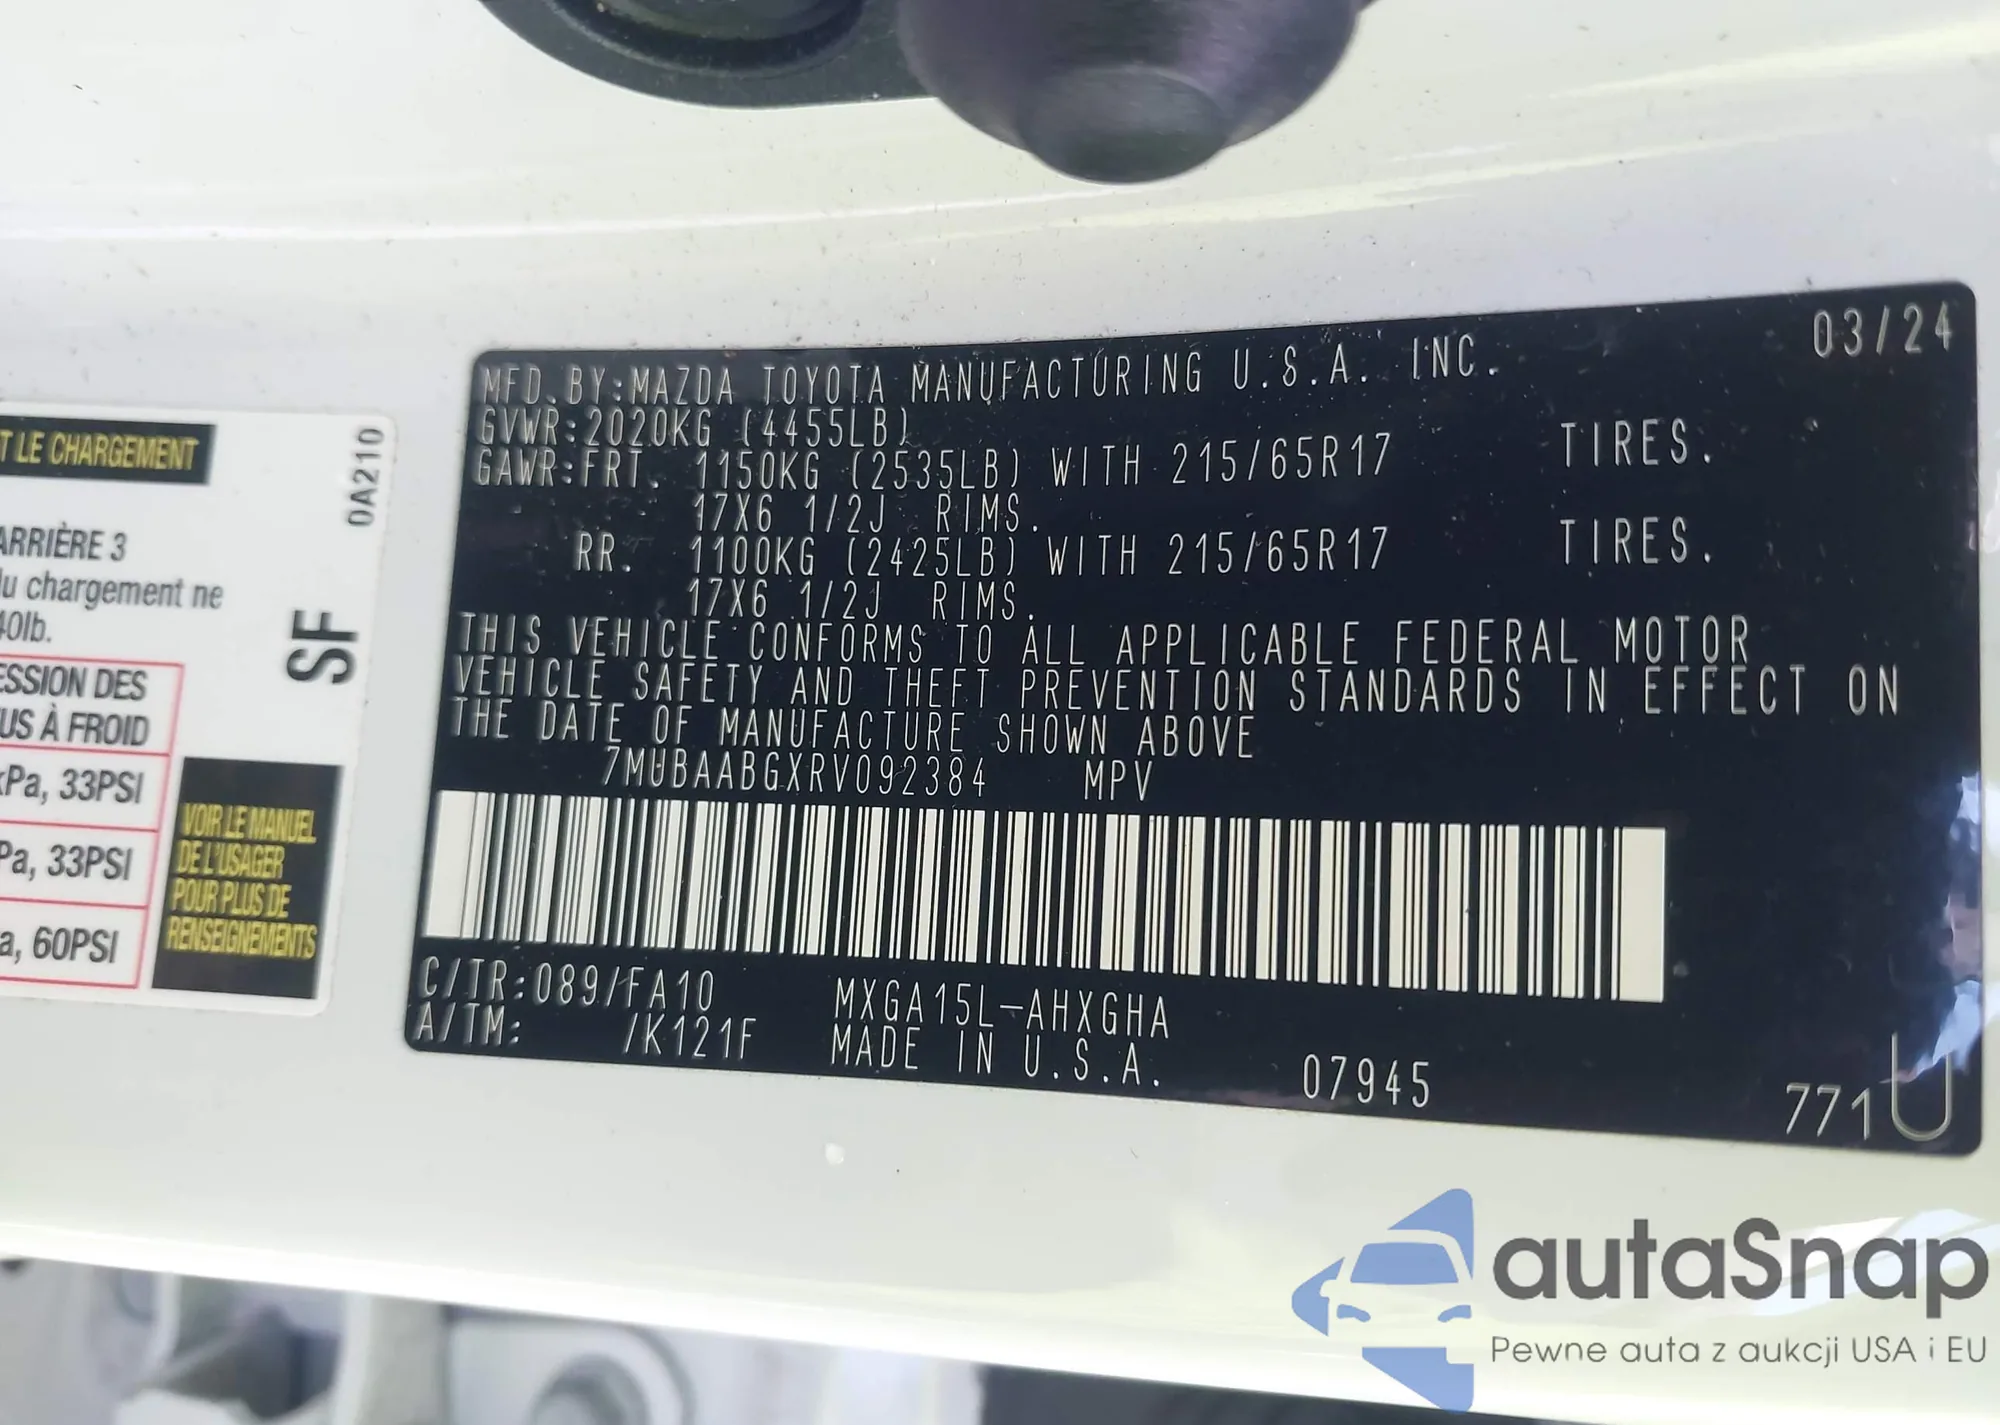 T LE CHARGEMENT
0A210
ARRIÈRE 3
du chargement ne
40lb.
SF
ESSION DES
US À FROID
kPa, 33PSI
Pa, 33PSI
a, 60PSI
VOIR LE MANUEL
DE L'USAGER
POUR PLUS DE
RENSEIGNEMENTS
03/24
MFD. BY:MAZDA TOYOTA MANUFACTURING U.S.A. INC.
GVWR:2020KG (4455LB)
GAWR:FRT. 1150KG (2535LB) WITH 215/65R17 TIRES.
17X6 1/2J RIMS.
RR. 1100KG (2425LB) WITH 215/65R17 TIRES.
17X6 1/2J RIMS.
THIS VEHICLE CONFORMS TO ALL APPLICABLE FEDERAL MOTOR
VEHICLE SAFETY AND THEFT PREVENTION STANDARDS IN EFFECT ON
THE DATE OF MANUFACTURE SHOWN ABOVE
7MUBAABGXRV092384 MPV
C/TR:089/FA10 MXGA15L-AHXGHA
A/TM: /K121F MADE IN U.S.A. 07945
771U
autaSnap
Pewne auta z aukcji USA i EU